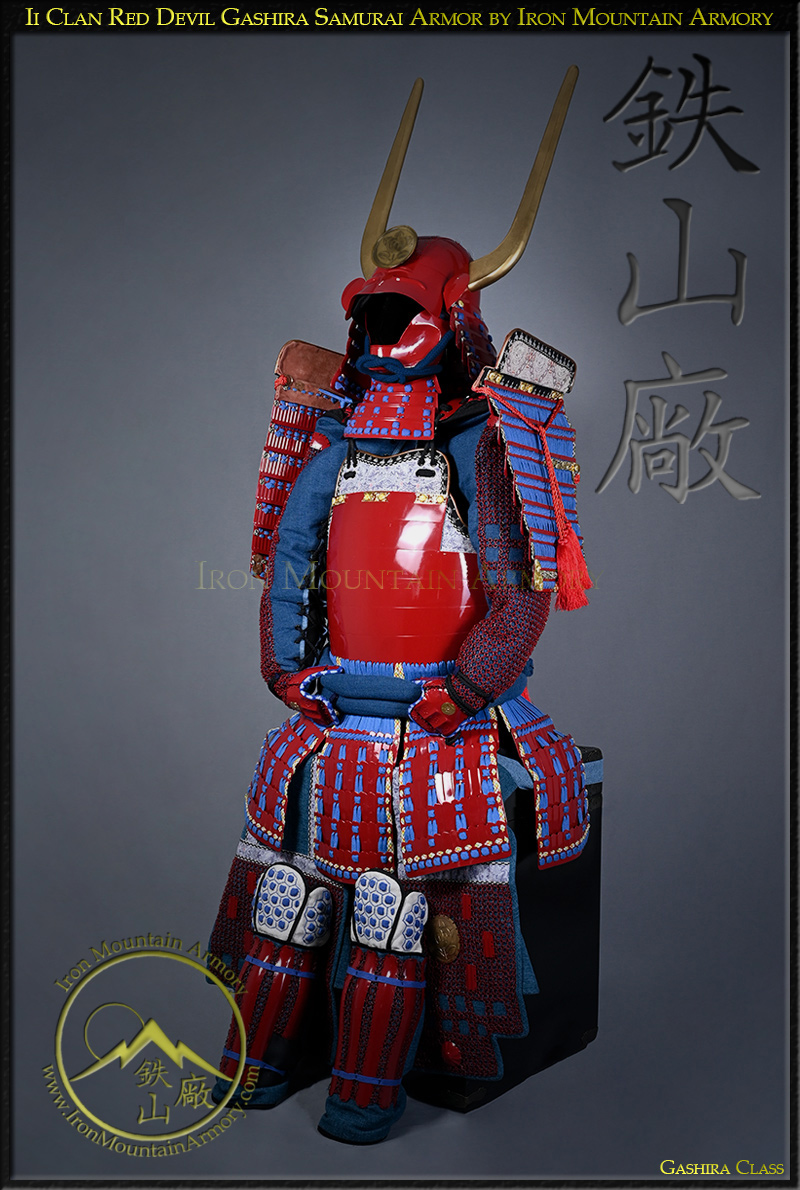 Ii Clan Red Devil Gashira Samurai Armor by Iron Mountain Armory
鉄
山
廠
Iron Mountain Armory
Iron Mountain Armory
鉄
山
廠
www.IronMountainArmory.com
Gashira Class